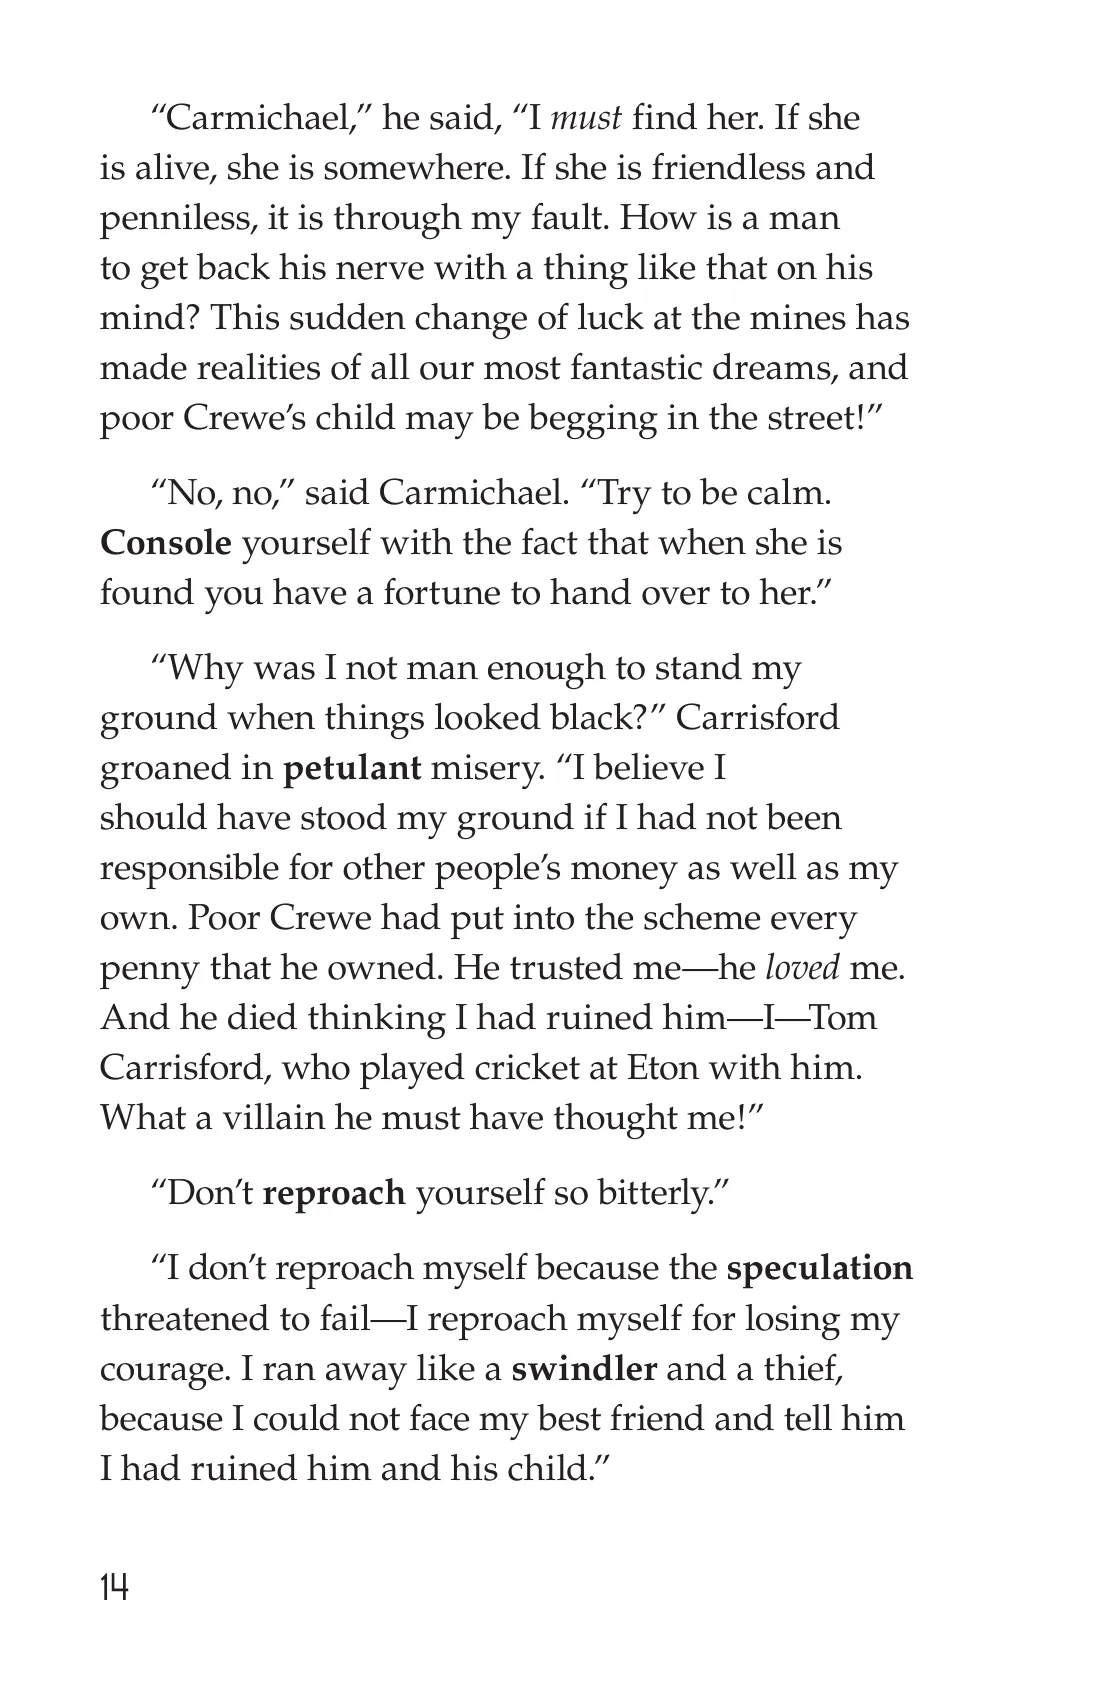 “Carmichael,” he said, “I must find her. If she
is alive, she is somewhere. If she is friendless and
penniless, it is through my fault. How is a man
to get back his nerve with a thing like that on his
mind? This sudden change of luck at the mines has
made realities of all our most fantastic dreams, and
poor Crewe’s child may be begging in the street!”
“No, no,” said Carmichael. “Try to be calm.
Console yourself with the fact that when she is
found you have a fortune to hand over to her.”
“Why was I not man enough to stand my
ground when things looked black?” Carrisford
groaned in petulant misery. “I believe I
should have stood my ground if I had not been
responsible for other people’s money as well as my
own. Poor Crewe had put into the scheme every
penny that he owned. He trusted me—he loved me.
And he died thinking I had ruined him—I—Tom
Carrisford, who played cricket at Eton with him.
What a villain he must have thought me!”
“Don’t reproach yourself so bitterly.”
“I don’t reproach myself because the speculation
threatened to fail—I reproach myself for losing my
courage. I ran away like a swindler and a thief,
because I could not face my best friend and tell him
I had ruined him and his child.”
14